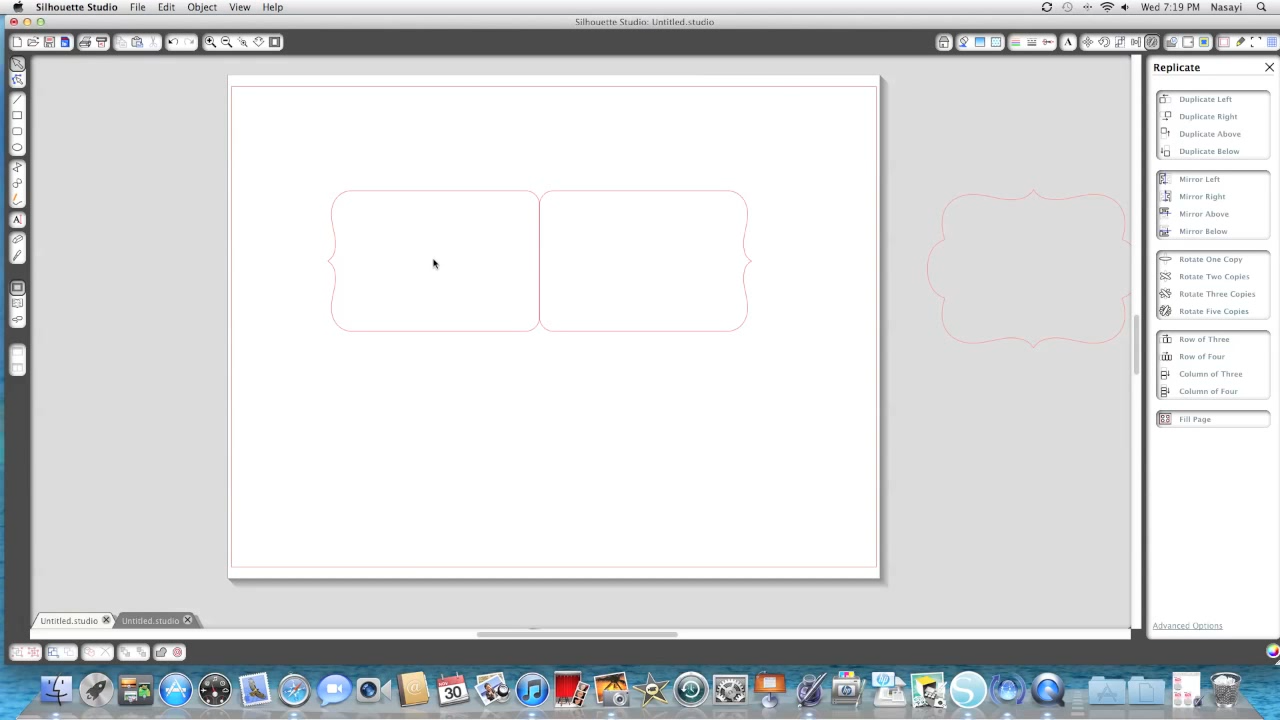 Silhouette Studio File Edit Object View Help Wed 7:19 PM Nasayi
Silhouette Studio: Untitled.studio
Replicate
Duplicate Left
Duplicate Right
Duplicate Above
Duplicate Below
Mirror Left
Mirror Right
Mirror Above
Mirror Below
Rotate One Copy
Rotate Two Copies
Rotate Three Copies
Rotate Five Copies
Row of Three
Row of Four
Column of Three
Column of Four
Fill Page
Advanced Options
Untitled.studio Untitled.studio
30